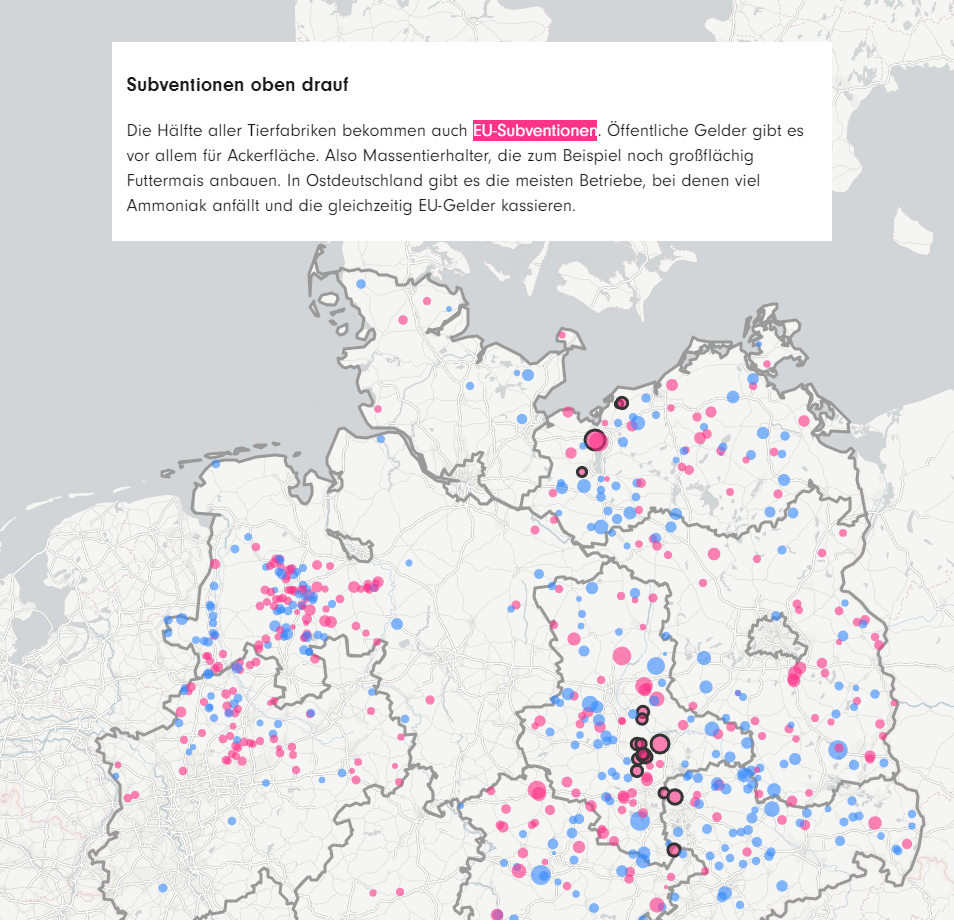 Subventionen oben drauf
Die Hälfte aller Tierfabriken bekommen auch EU-Subventionen. Öffentliche Gelder gibt es
vor allem für Ackerfläche. Also Massentierhalter, die zum Beispiel noch großflächig
Futtermais anbauen. In Ostdeutschland gibt es die meisten Betriebe, bei denen viel
Ammoniak anfällt und die gleichzeitig EU-Gelder kassieren.